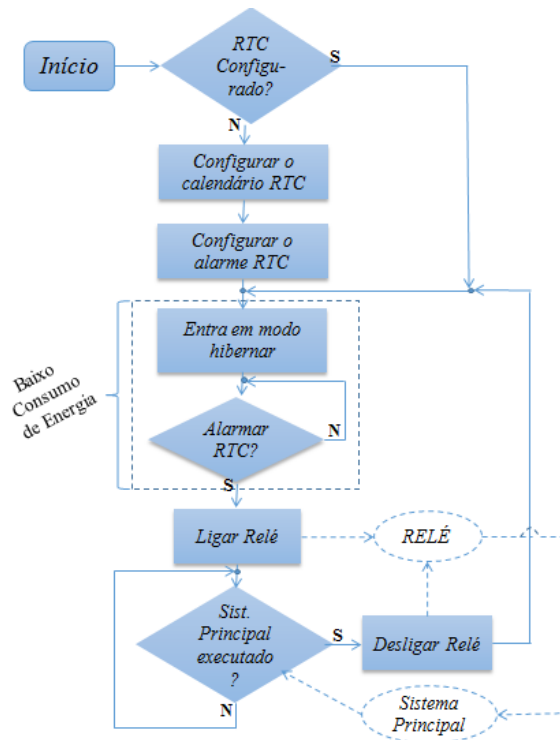 Início
RTC
Configu-
rado?
S
N
Configurar o
calendário RTC
Configurar o
alarme RTC
Entra em modo
hibernar
Baixo
Consumo
de Energia
Alarmar
RTC?
N
S
Ligar Relé
RELÉ
Sist.
Principal
executado
?
S
Desligar Relé
N
Sistema
Principal